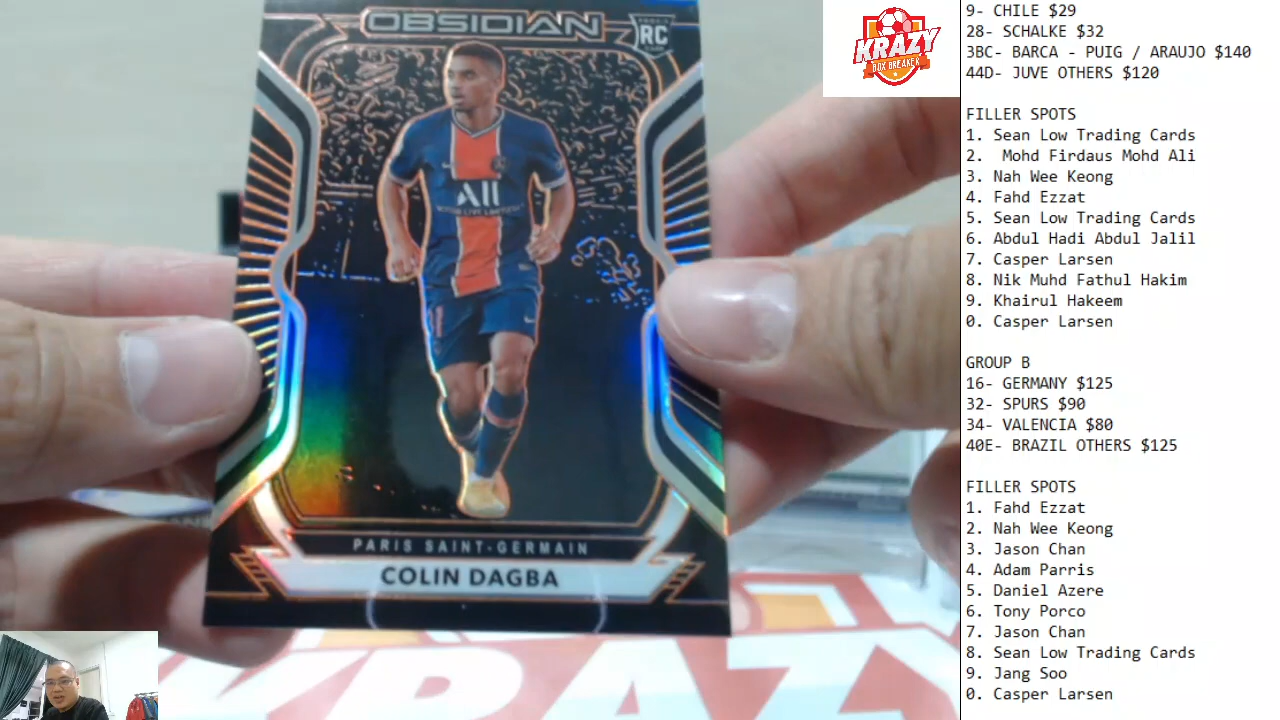 OBSIDIAN
RC
All
PARIS SAINT-GERMAIN
COLIN DAGBA
KRAZY
BOX BREAKER
KRAZY
9- CHILE $29
28- SCHALKE $32
3BC- BARCA - PUIG / ARAUJO $140
44D- JUVE OTHERS $120
FILLER SPOTS
1. Sean Low Trading Cards
2.  Mohd Firdaus Mohd Ali
3. Nah Wee Keong
4. Fahd Ezzat
5. Sean Low Trading Cards
6. Abdul Hadi Abdul Jalil
7. Casper Larsen
8. Nik Muhd Fathul Hakim
9. Khairul Hakeem
0. Casper Larsen
GROUP B
16- GERMANY $125
32- SPURS $90
34- VALENCIA $80
40E- BRAZIL OTHERS $125
FILLER SPOTS
1. Fahd Ezzat
2. Nah Wee Keong
3. Jason Chan
4. Adam Parris
5. Daniel Azere
6. Tony Porco
7. Jason Chan
8. Sean Low Trading Cards
9. Jang Soo
0. Casper Larsen